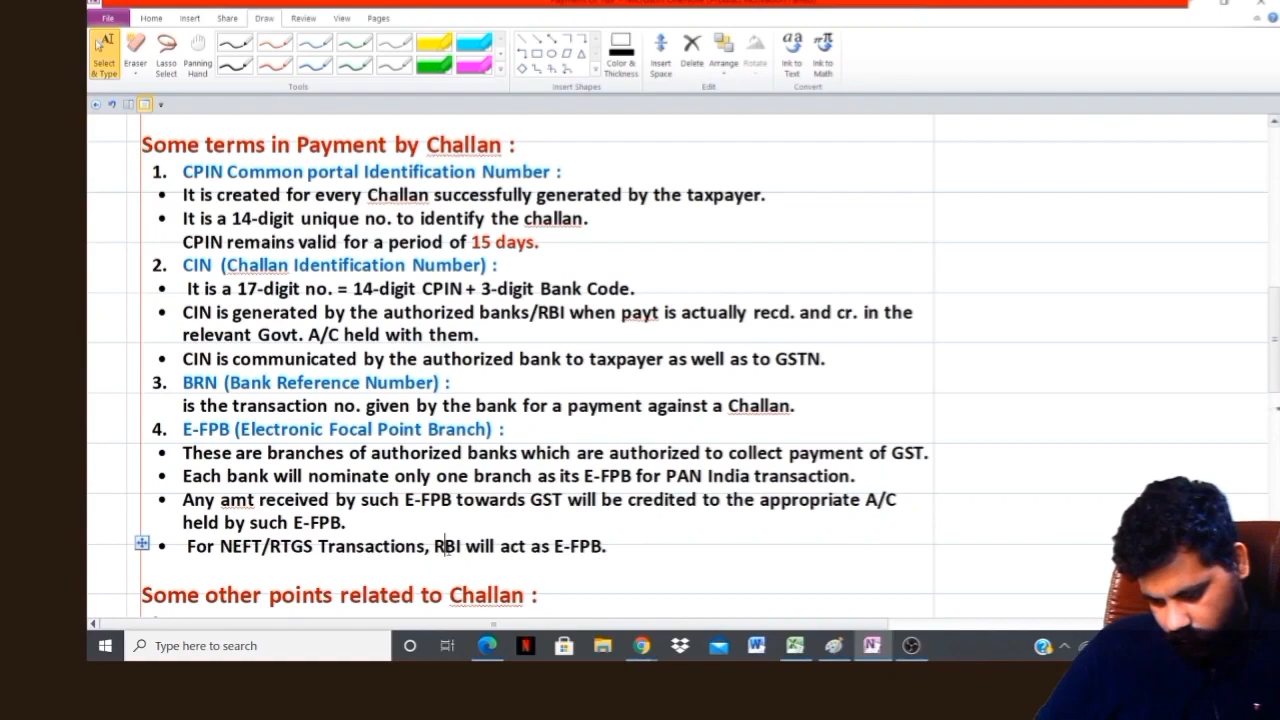 File Home Insert Share Draw Review View Pages
Select & Type
Eraser
Lasso Select
Panning Hand
Color & Thickness
Insert Space
Delete
Arrange
Rotate
Ink to Text
Ink to Math
Tools
Insert Shapes
Edit
Convert
Some terms in Payment by Challan :
1. CPIN Common portal Identification Number :
• It is created for every Challan successfully generated by the taxpayer.
• It is a 14-digit unique no. to identify the challan.
CPIN remains valid for a period of 15 days.
2. CIN (Challan Identification Number) :
• It is a 17-digit no. = 14-digit CPIN + 3-digit Bank Code.
• CIN is generated by the authorized banks/RBI when payt is actually recd. and cr. in the
relevant Govt. A/C held with them.
• CIN is communicated by the authorized bank to taxpayer as well as to GSTN.
3. BRN (Bank Reference Number) :
is the transaction no. given by the bank for a payment against a Challan.
4. E-FPB (Electronic Focal Point Branch) :
• These are branches of authorized banks which are authorized to collect payment of GST.
• Each bank will nominate only one branch as its E-FPB for PAN India transaction.
• Any amt received by such E-FPB towards GST will be credited to the appropriate A/C
held by such E-FPB.
• For NEFT/RTGS Transactions, RBI will act as E-FPB.
Some other points related to Challan :
Type here to search